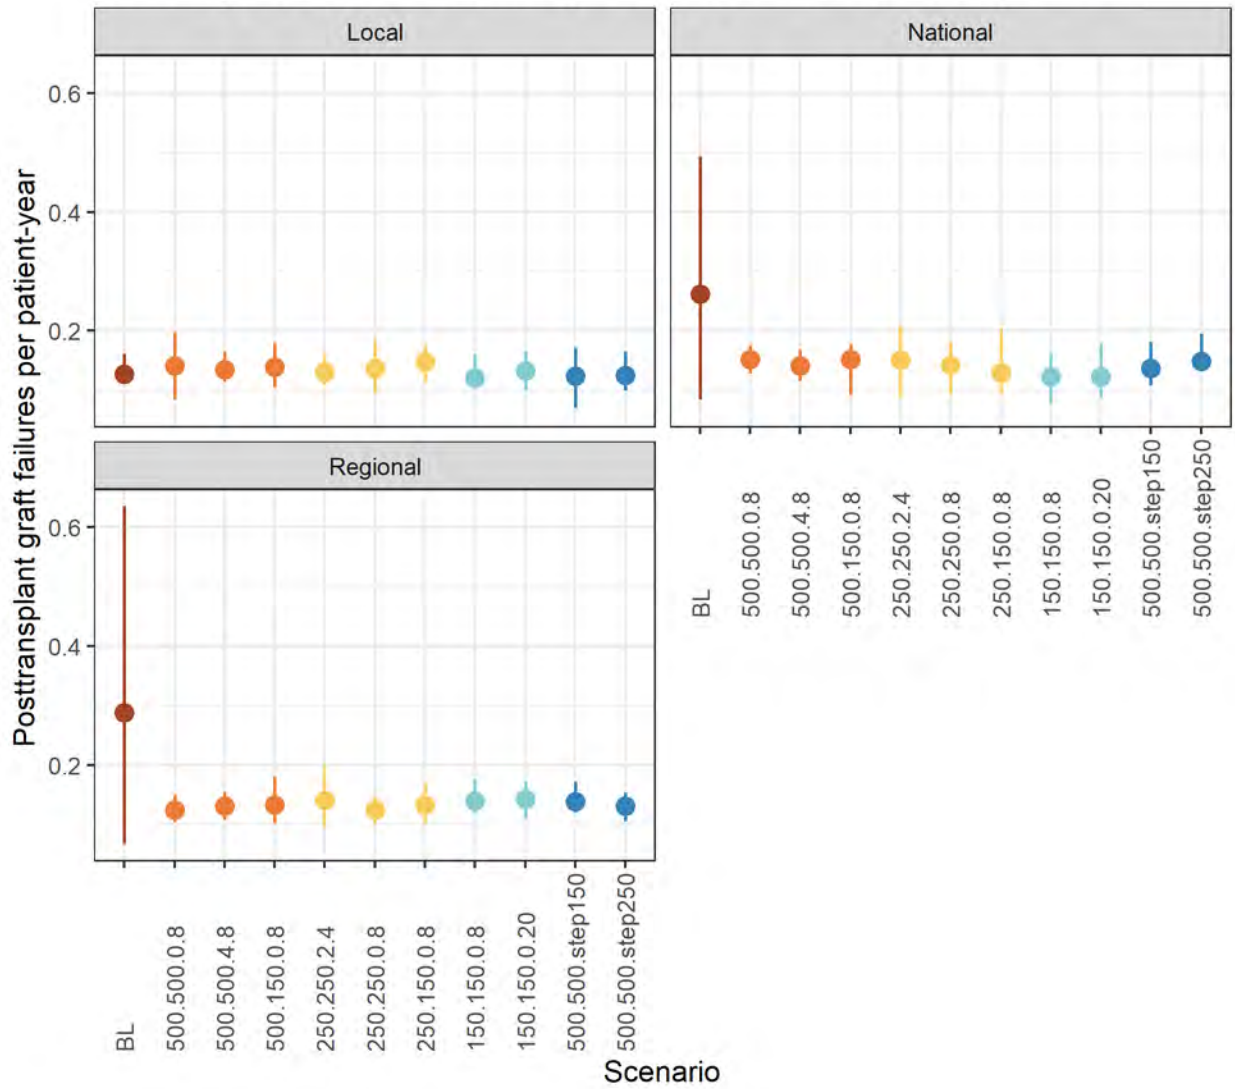 Local
National
Regional
Posttransplant graft failures per patient-year
0.6
0.4
0.2
0.6
0.4
0.2
BL
500.500.0.8
500.500.4.8
500.150.0.8
250.250.2.4
250.250.0.8
250.150.0.8
150.150.0.8
150.150.0.20
500.500.step150
500.500.step250
BL
500.500.0.8
500.500.4.8
500.150.0.8
250.250.2.4
250.250.0.8
250.150.0.8
150.150.0.8
150.150.0.20
500.500.step150
500.500.step250
Scenario